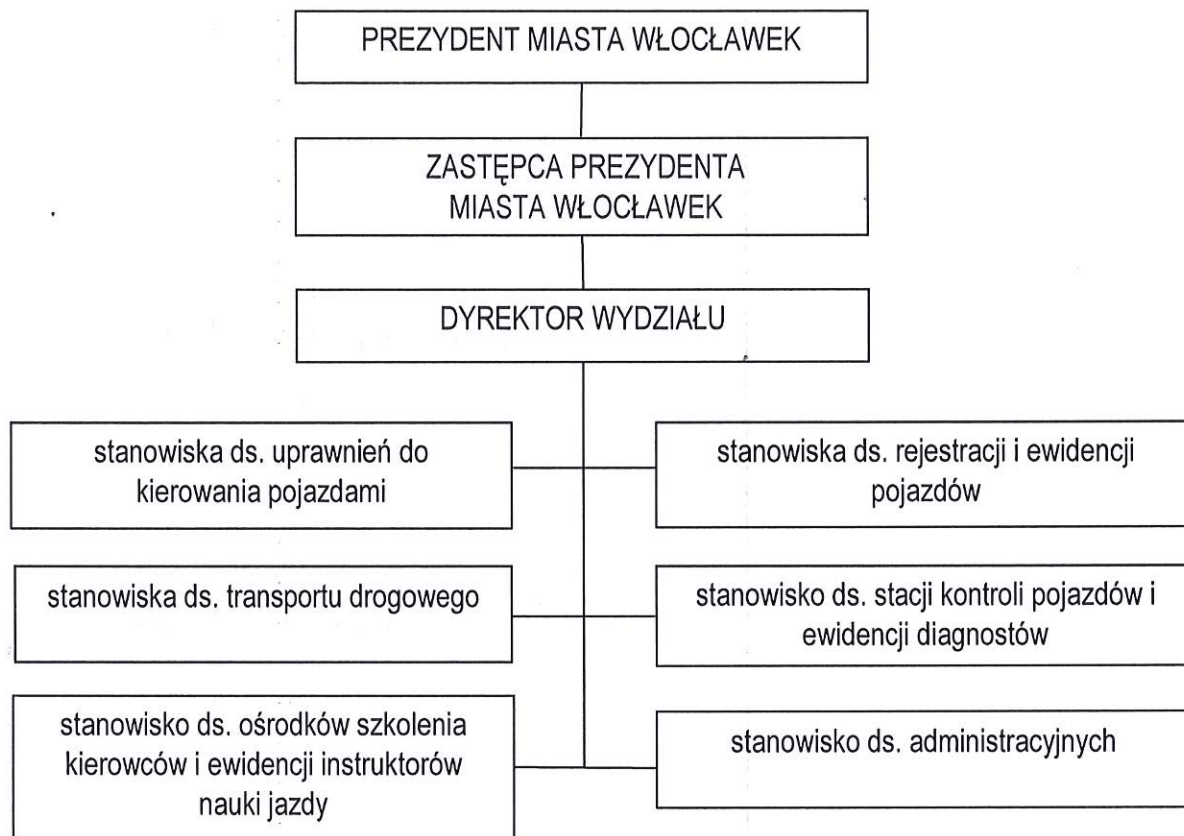 PREZYDENT MIASTA WŁOCŁAWEK
ZASTĘPCA PREZYDENTA
MIASTA WŁOCŁAWEK
DYREKTOR WYDZIAŁU
stanowiska ds. uprawnień do
kierowania pojazdami
stanowiska ds. rejestracji i ewidencji
pojazdów
stanowiska ds. transportu drogowego
stanowisko ds. stacji kontroli pojazdów i
ewidencji diagnostów
stanowisko ds. ośrodków szkolenia
kierowców i ewidencji instruktorów
nauki jazdy
stanowisko ds. administracyjnych